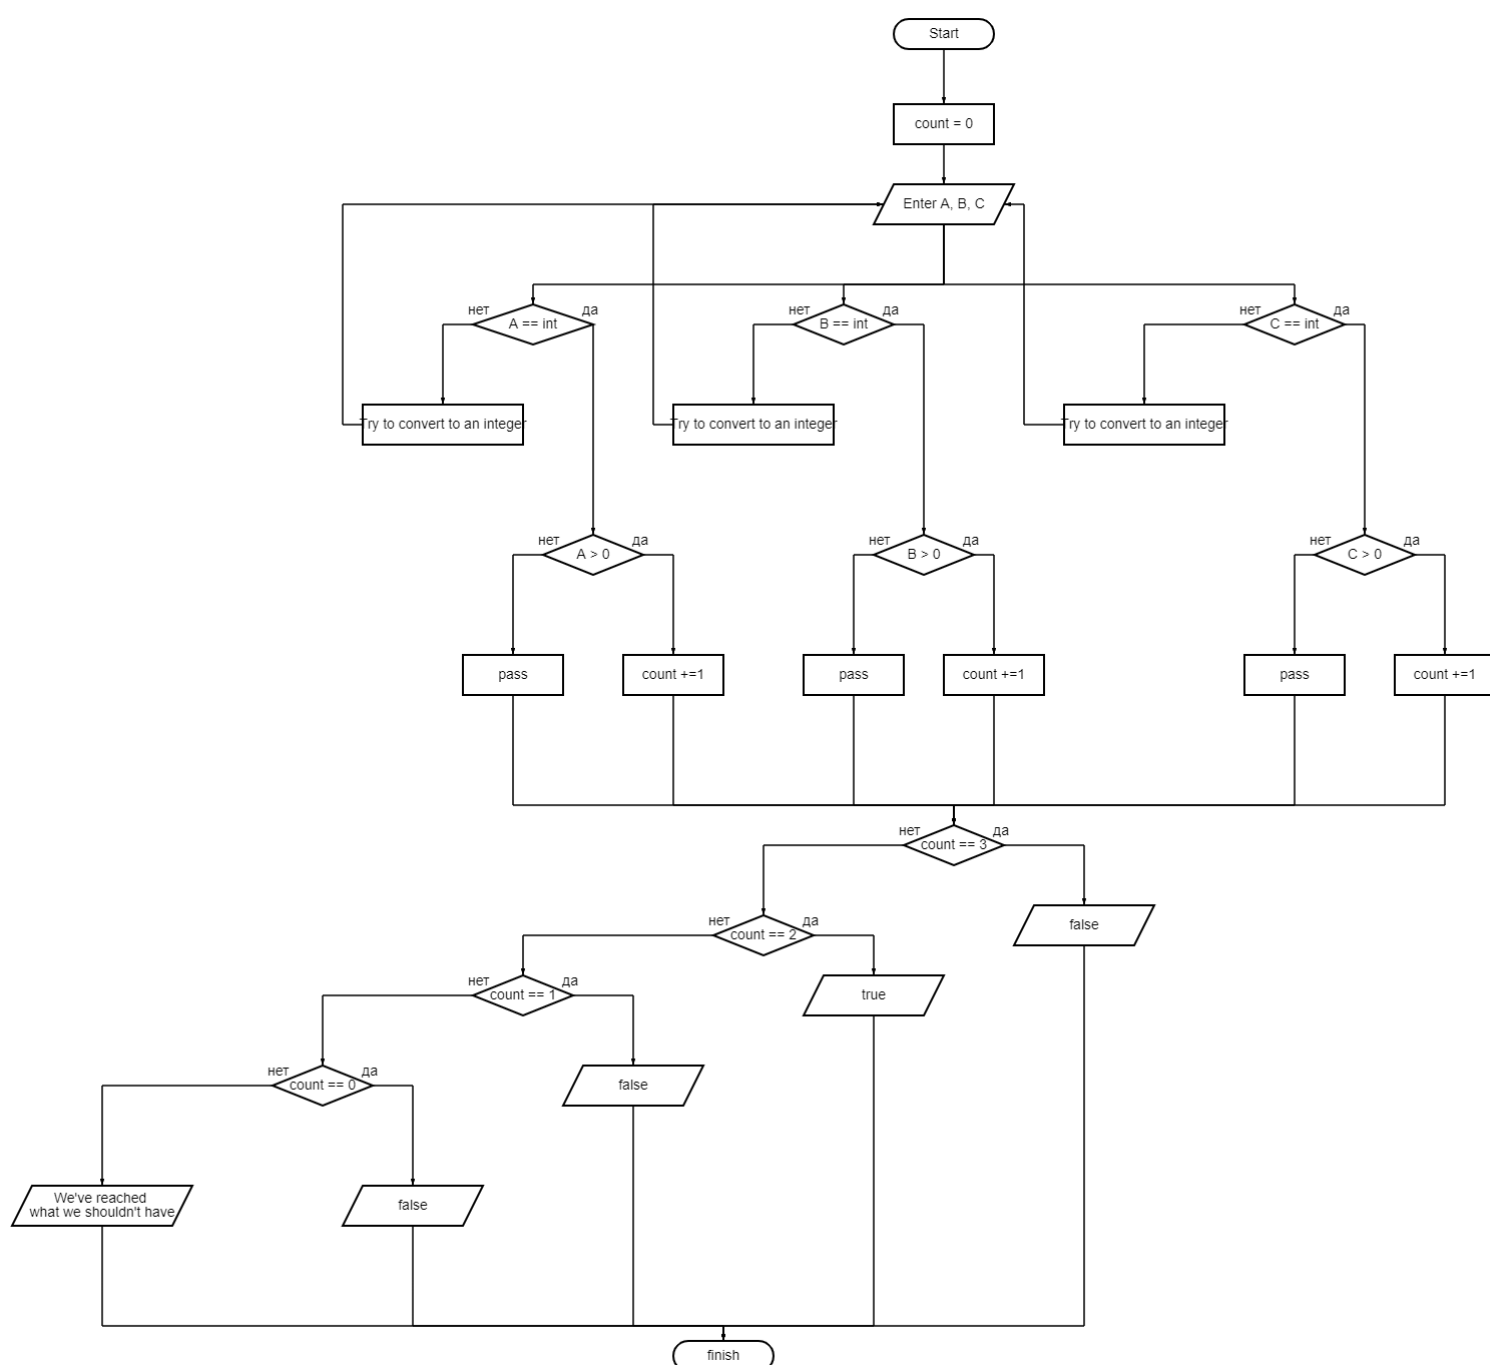 Start
count = 0
Enter A, B, C
нет
да
A == int
нет
да
B == int
нет
да
C == int
Try to convert to an integer
Try to convert to an integer
Try to convert to an integer
нет
да
A > 0
нет
да
B > 0
нет
да
C > 0
pass
count +=1
pass
count +=1
pass
count +=1
нет
да
count == 3
нет
да
count == 2
false
нет
да
count == 1
true
нет
да
count == 0
false
We've reached
what we shouldn't have
false
finish